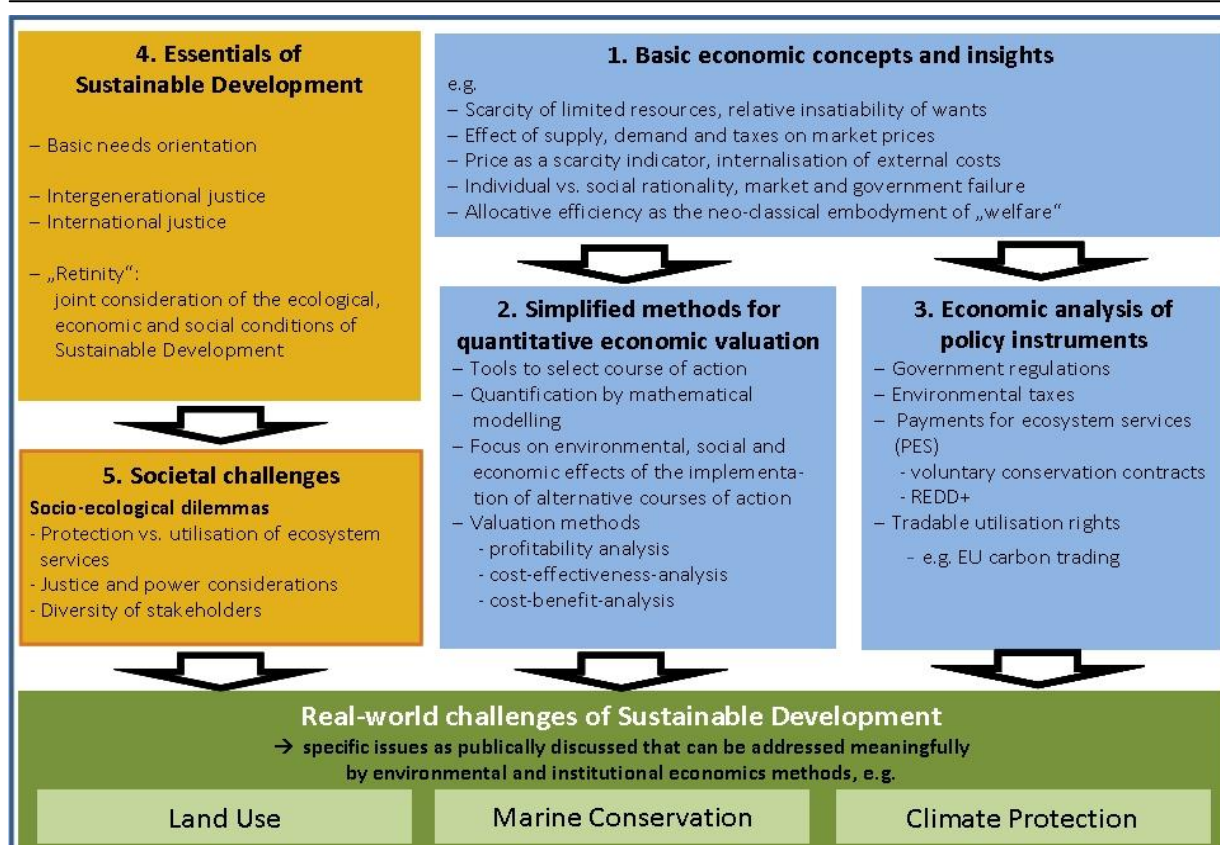 4. Essentials of
Sustainable Development
– Basic needs orientation
– Intergenerational justice
– International justice
– „Retinity“:
joint consideration of the ecological,
economic and social conditions of
Sustainable Development
1. Basic economic concepts and insights
e.g.
– Scarcity of limited resources, relative insatiability of wants
– Effect of supply, demand and taxes on market prices
– Price as a scarcity indicator, internalisation of external costs
– Individual vs. social rationality, market and government failure
– Allocative efficiency as the neo-classical embodyment of „welfare“
2. Simplified methods for
quantitative economic valuation
– Tools to select course of action
– Quantification by mathematical
modelling
– Focus on environmental, social and
economic effects of the implementa-
tion of alternative courses of action
– Valuation methods
- profitability analysis
- cost-effectiveness-analysis
- cost-benefit-analysis
3. Economic analysis of
policy instruments
– Government regulations
– Environmental taxes
– Payments for ecosystem services
(PES)
- voluntary conservation contracts
- REDD+
– Tradable utilisation rights
– e.g. EU carbon trading
5. Societal challenges
Socio-ecological dilemmas
- Protection vs. utilisation of ecosystem
services
- Justice and power considerations
- Diversity of stakeholders
Real-world challenges of Sustainable Development
→ specific issues as publically discussed that can be addressed meaningfully
by environmental and institutional economics methods, e.g.
Land Use
Marine Conservation
Climate Protection